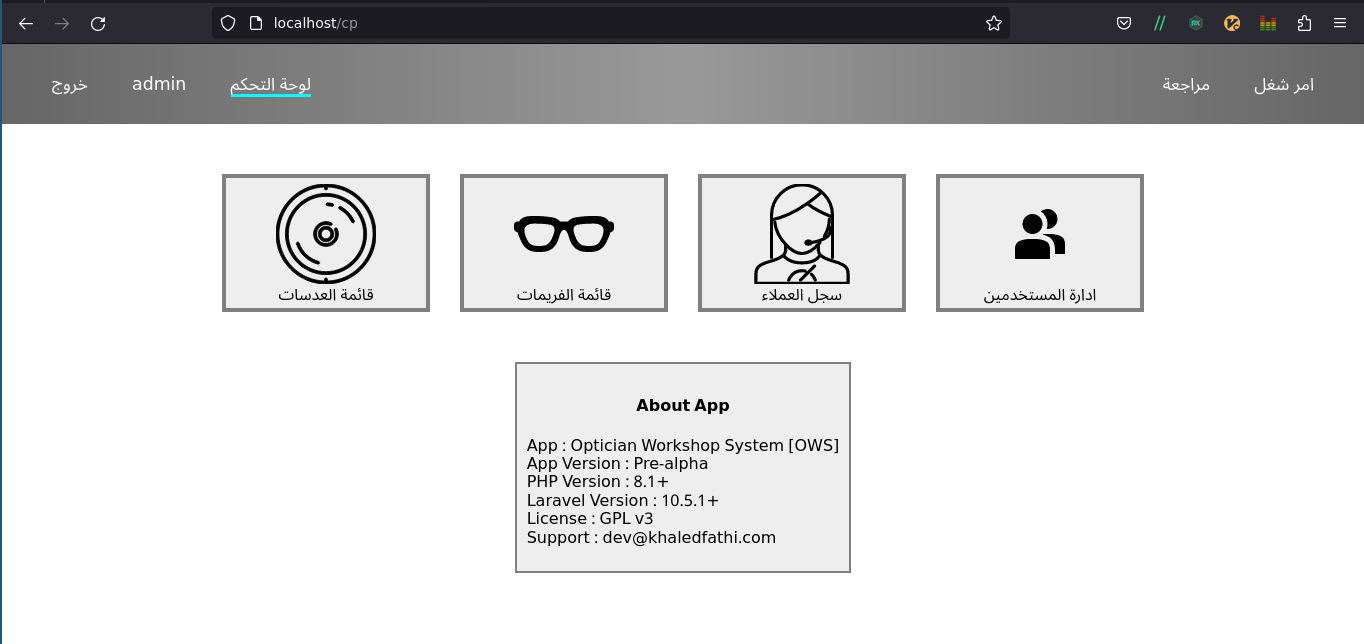 localhost/cp
امر شغل
مراجعة
لوحة التحكم
admin
خروج
ادارة المستخدمين
سجل العملاء
قائمة الفريمات
قائمة العدسات
About App
App : Optician Workshop System [OWS]
App Version : Pre-alpha
PHP Version : 8.1+
Laravel Version : 10.5.1+
License : GPL v3
Support : dev@khaledfathi.com